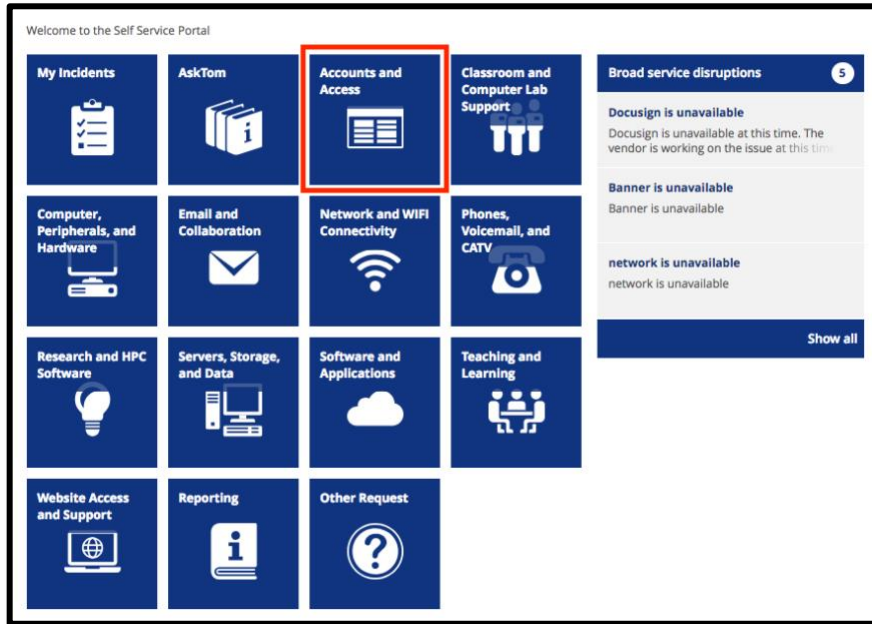 Welcome to the Self Service Portal
My Incidents
AskTom
Accounts and
Access
Classroom and
Computer Lab
Support
Computer,
Peripherals, and
Hardware
Email and
Collaboration
Network and WIFI
Connectivity
Phones,
Voicemail, and
CATV
Research and HPC
Software
Servers, Storage,
and Data
Software and
Applications
Teaching and
Learning
Website Access
and Support
Reporting
Other Request
Broad service disruptions 5
Docusign is unavailable
Docusign is unavailable at this time. The
vendor is working on the issue at this tim
Banner is unavailable
Banner is unavailable
network is unavailable
network is unavailable
Show all